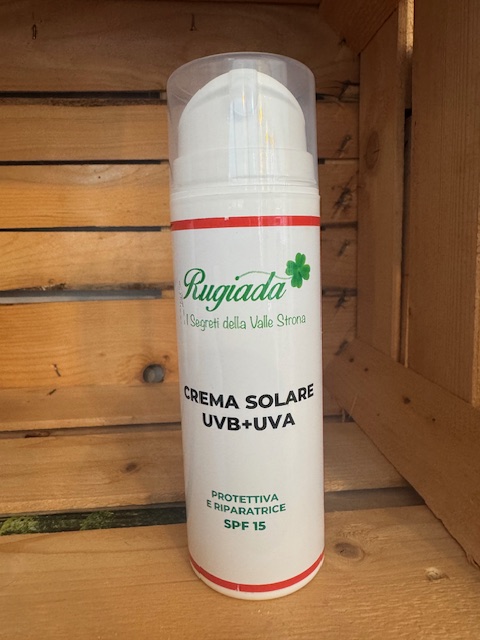 Rugiada
I Segreti della Valle Strona
CREMA SOLARE
UVB+UVA
PROTETTIVA
E RIPARATRICE
SPF 15